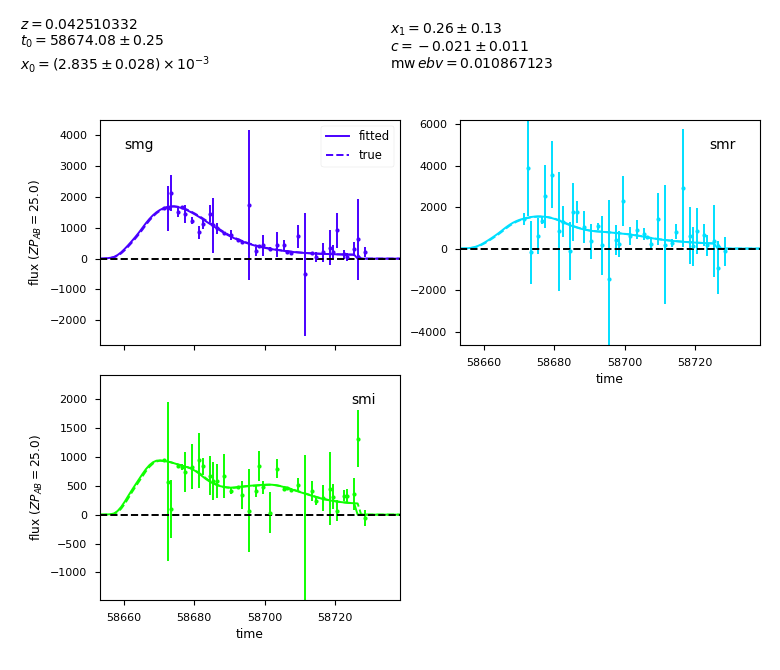 z = 0.042510332
t₀ = 58674.08 ± 0.25
x₀ = (2.835 ± 0.028) × 10⁻³
x₁ = 0.26 ± 0.13
c = −0.021 ± 0.011
mw ebv = 0.010867123
smg
fitted
true
4000
3000
2000
1000
0
−1000
−2000
flux (ZP_AB = 25.0)
smr
6000
4000
2000
0
−2000
−4000
58660 58680 58700 58720
time
smi
2000
1500
1000
500
0
−500
−1000
flux (ZP_AB = 25.0)
58660 58680 58700 58720
time